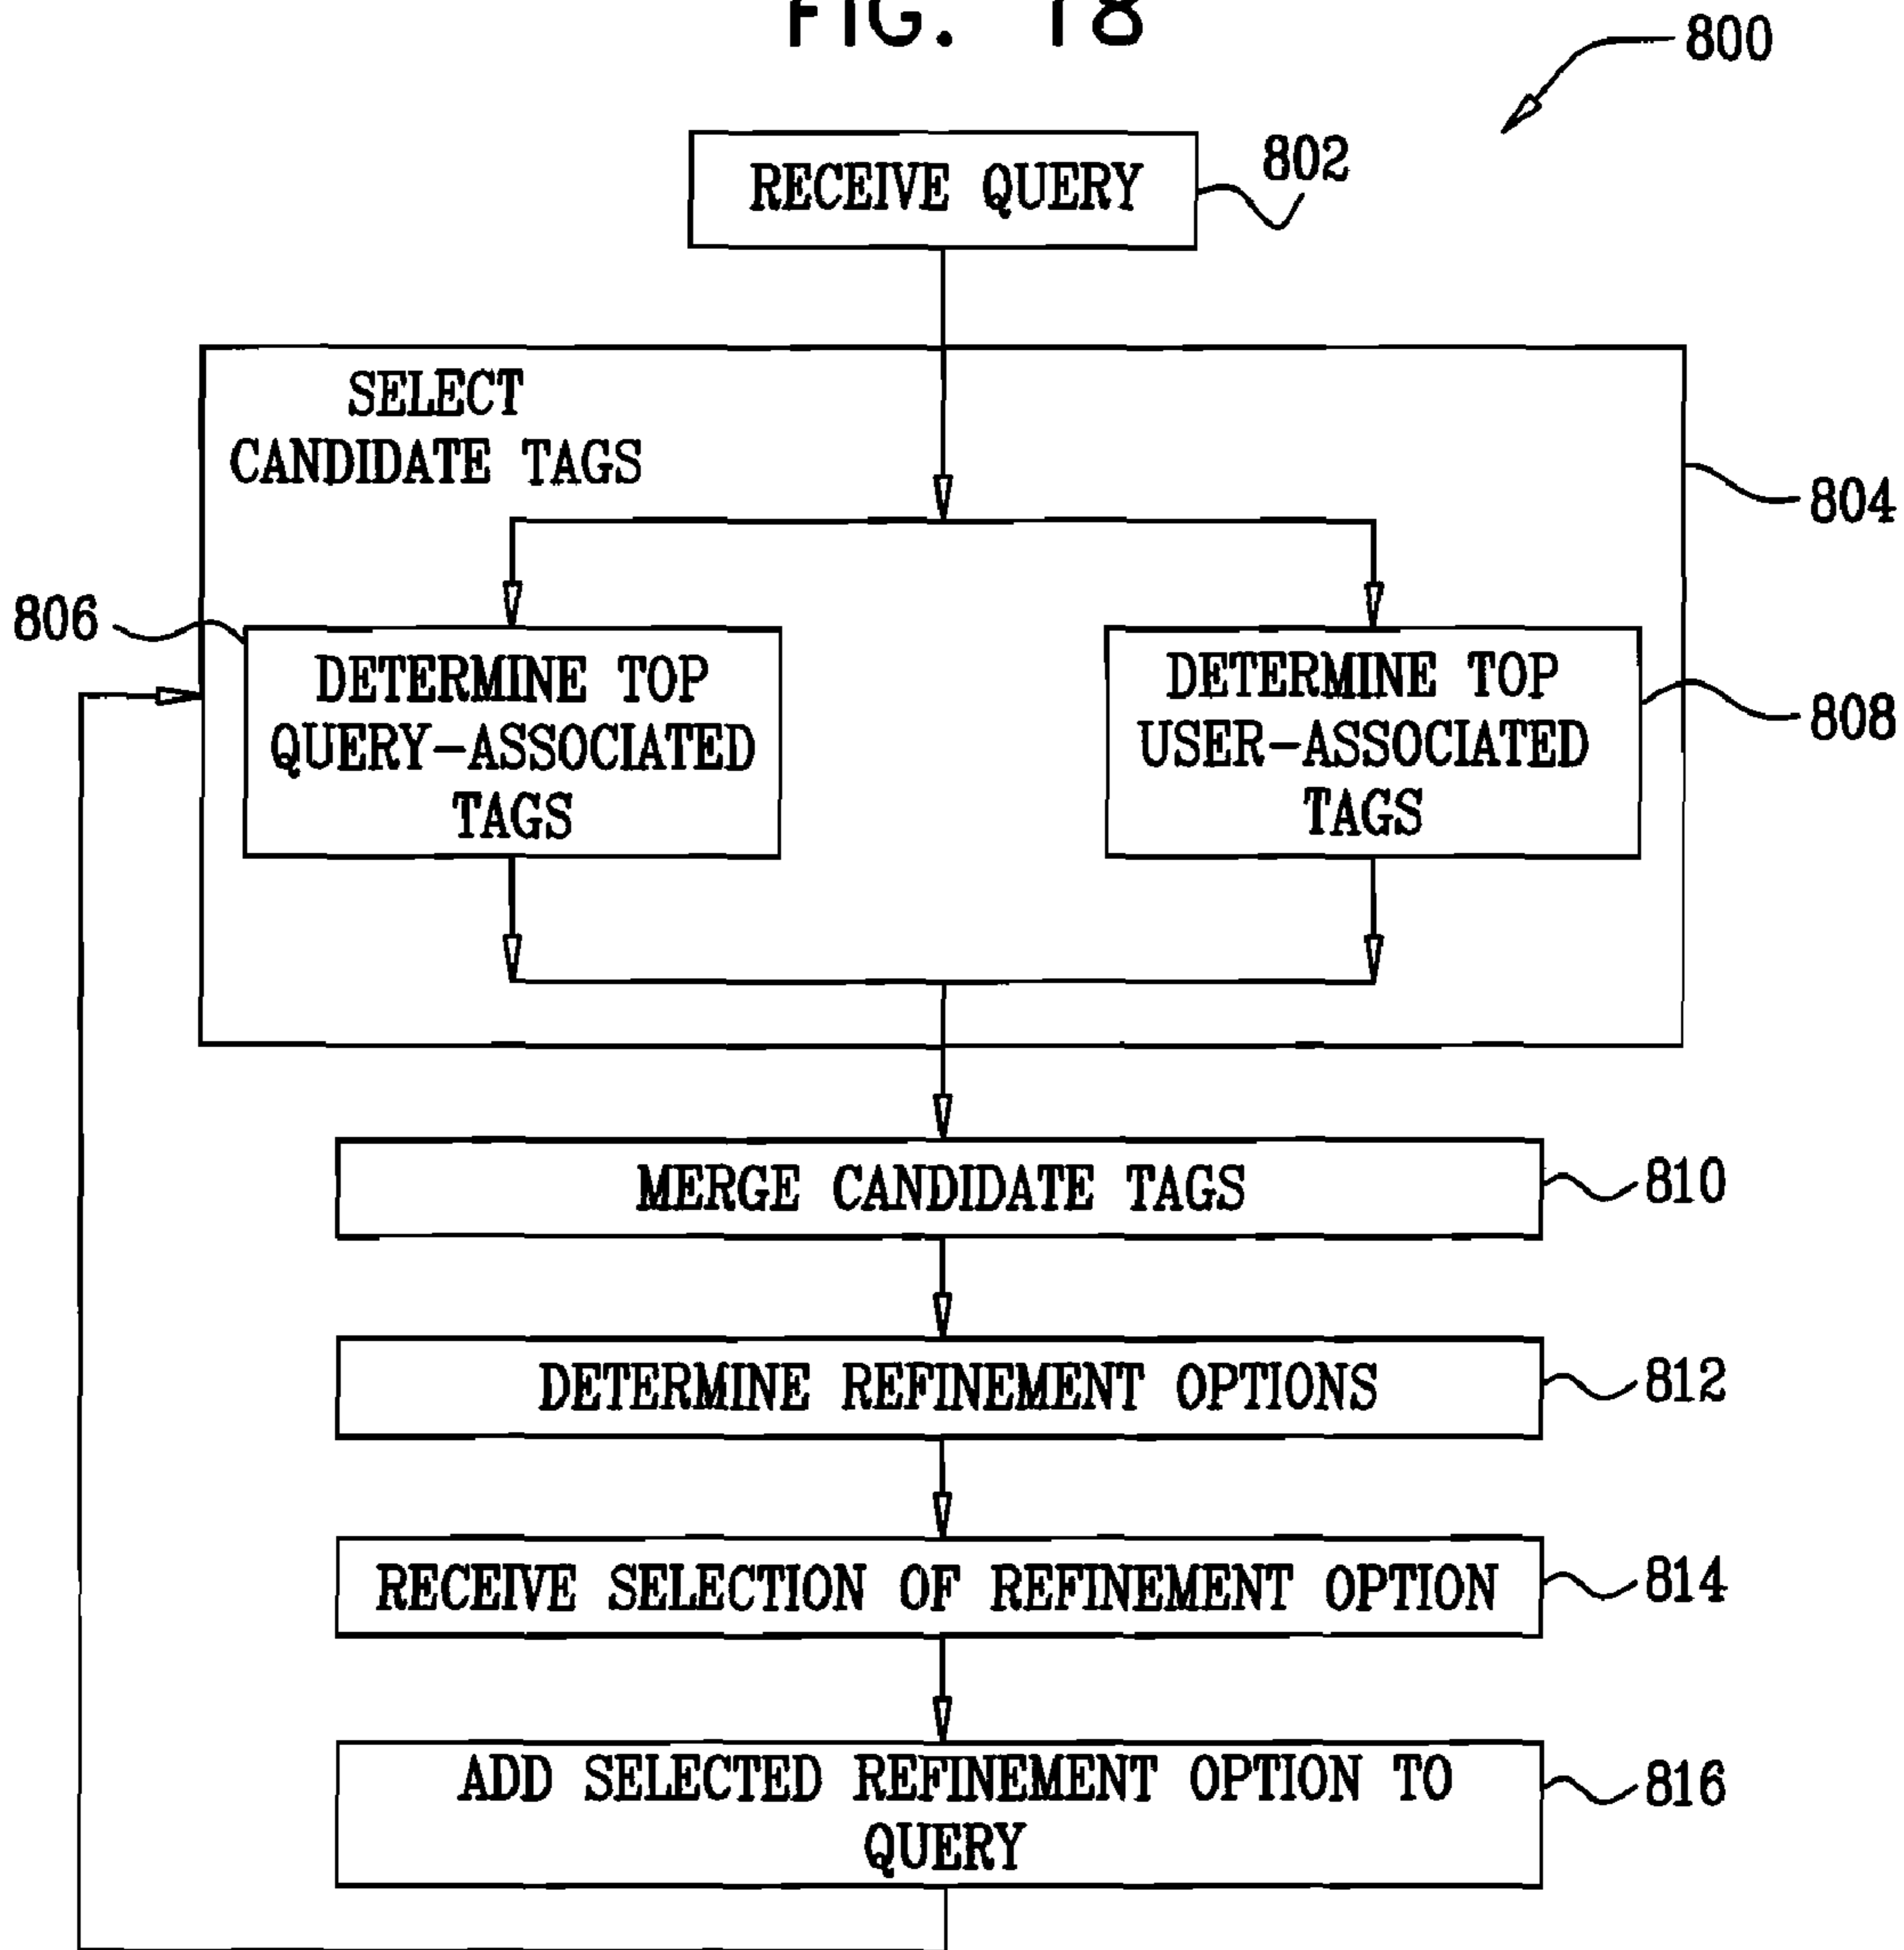 FIG. 18
800
RECEIVE QUERY
802
SELECT
CANDIDATE TAGS
804
806
DETERMINE TOP
QUERY-ASSOCIATED
TAGS
DETERMINE TOP
USER-ASSOCIATED
TAGS
808
MERGE CANDIDATE TAGS
810
DETERMINE REFINEMENT OPTIONS
812
RECEIVE SELECTION OF REFINEMENT OPTION
814
ADD SELECTED REFINEMENT OPTION TO
QUERY
816